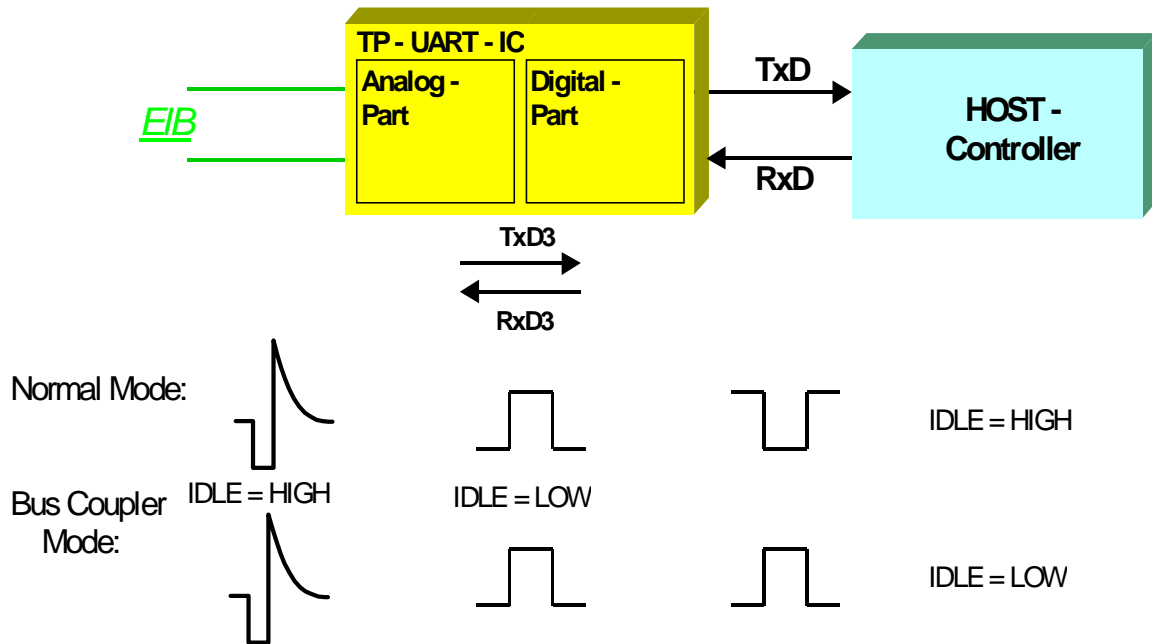 TP - UART - IC
Analog -
Part
Digital -
Part
EIB
TxD
RxD
HOST -
Controller
TxD3
RxD3
Normal Mode:
IDLE = HIGH
IDLE = HIGH
IDLE = LOW
Bus Coupler
Mode:
IDLE = LOW